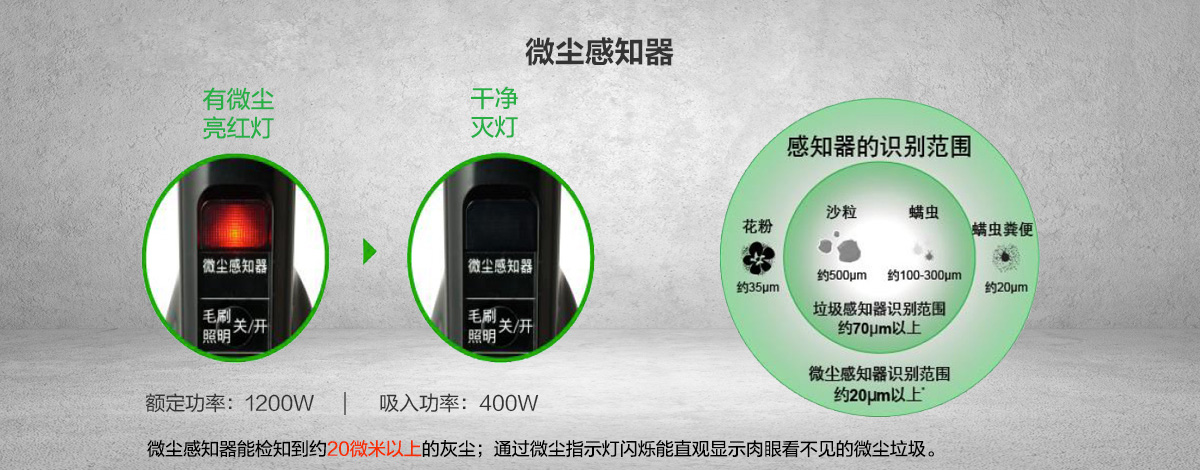 微尘感知器
有微尘
亮红灯
干净
灭灯
微尘感知器
毛刷
照明
关/开
微尘感知器
毛刷
照明
关/开
额定功率：1200W ｜ 吸入功率：400W
感知器的识别范围
花粉
约35μm
沙粒
约500μm
螨虫
约100-300μm
螨虫粪便
约20μm
垃圾感知器识别范围
约70μm以上
微尘感知器识别范围
约20μm以上*
微尘感知器能检知到约20微米以上的灰尘；通过微尘指示灯闪烁能直观显示肉眼看不见的微尘垃圾。